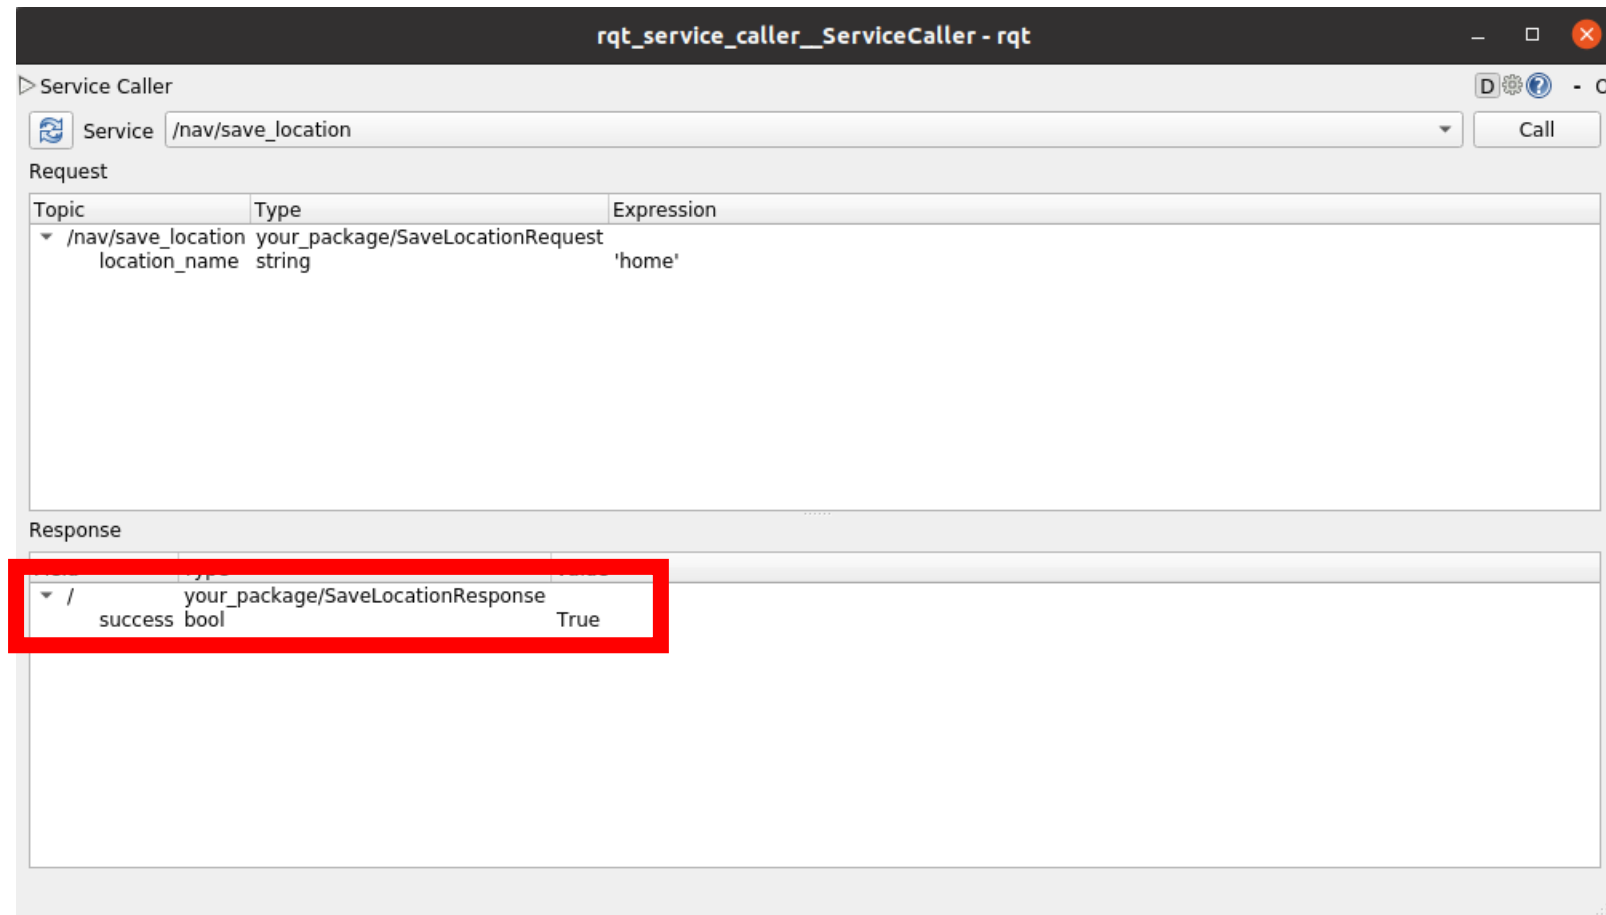 rqt_service_caller__ServiceCaller - rqt
Service Caller D
Service /nav/save_location Call
Request
Topic Type Expression
/nav/save_location your_package/SaveLocationRequest
location_name string 'home'
Response
/ your_package/SaveLocationResponse
success bool True